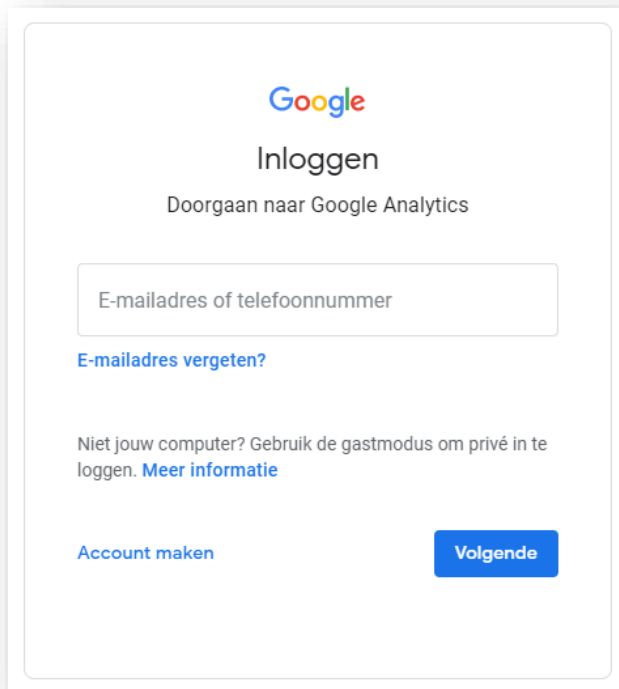 Google
Inloggen
Doorgaan naar Google Analytics
E-mailadres of telefoonnummer
E-mailadres vergeten?
Niet jouw computer? Gebruik de gastmodus om privé in te
loggen. Meer informatie
Account maken
Volgende